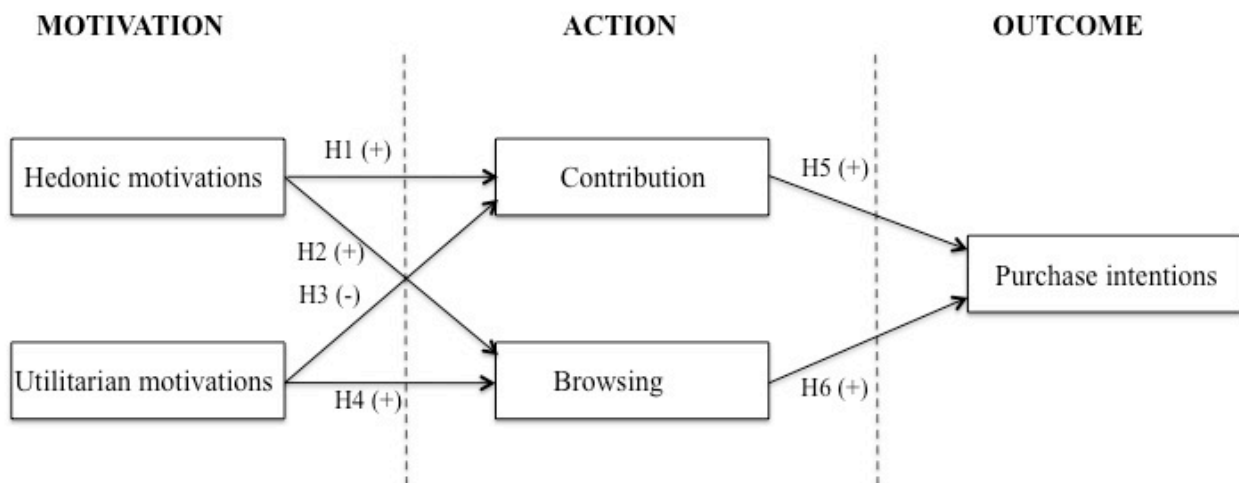 MOTIVATION
ACTION
OUTCOME
H1 (+)
Hedonic motivations
Contribution
H5 (+)
H2 (+)
H3 (-)
Purchase intentions
Utilitarian motivations
Browsing
H4 (+)
H6 (+)